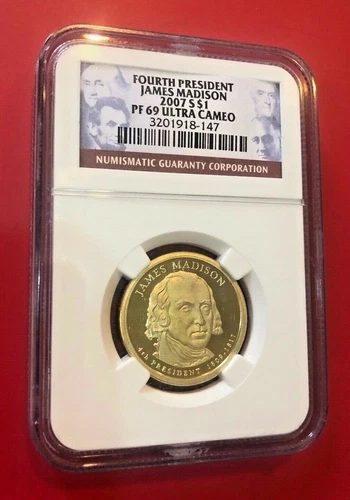 FOURTH PRESIDENT
JAMES MADISON
2007 S $1
PF 69 ULTRA CAMEO
3201918-147
NUMISMATIC GUARANTY CORPORATION
JAMES MADISON
4th PRESIDENT 1809-1817